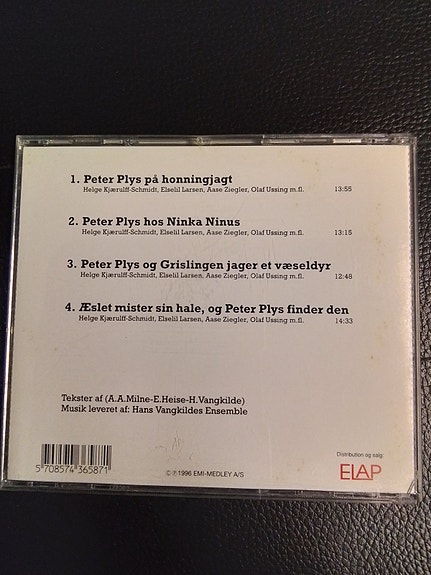 1. Peter Plys på honningjagt
Helge Kjærulff-Schmidt, Elselil Larsen, Aase Ziegler, Olaf Ussing m.fl. 13:55
2. Peter Plys hos Ninka Ninus
Helge Kjærulff-Schmidt, Elselil Larsen, Aase Ziegler, Olaf Ussing m.fl. 13:15
3. Peter Plys og Grislingen jager et væseldyr
Helge Kjærulff-Schmidt, Elselil Larsen, Aase Ziegler, Olaf Ussing m.fl. 12:48
4. Æslet mister sin hale, og Peter Plys finder den
Helge Kjærulff-Schmidt, Elselil Larsen, Aase Ziegler, Olaf Ussing m.fl. 14:33
Tekster af (A.A.Milne-E.Heise-H.Vangkilde)
Musik leveret af: Hans Vangkildes Ensemble
5 708574 365871
©℗1996 EMI-MEDLEY A/S
Distribution og salg:
ELAP